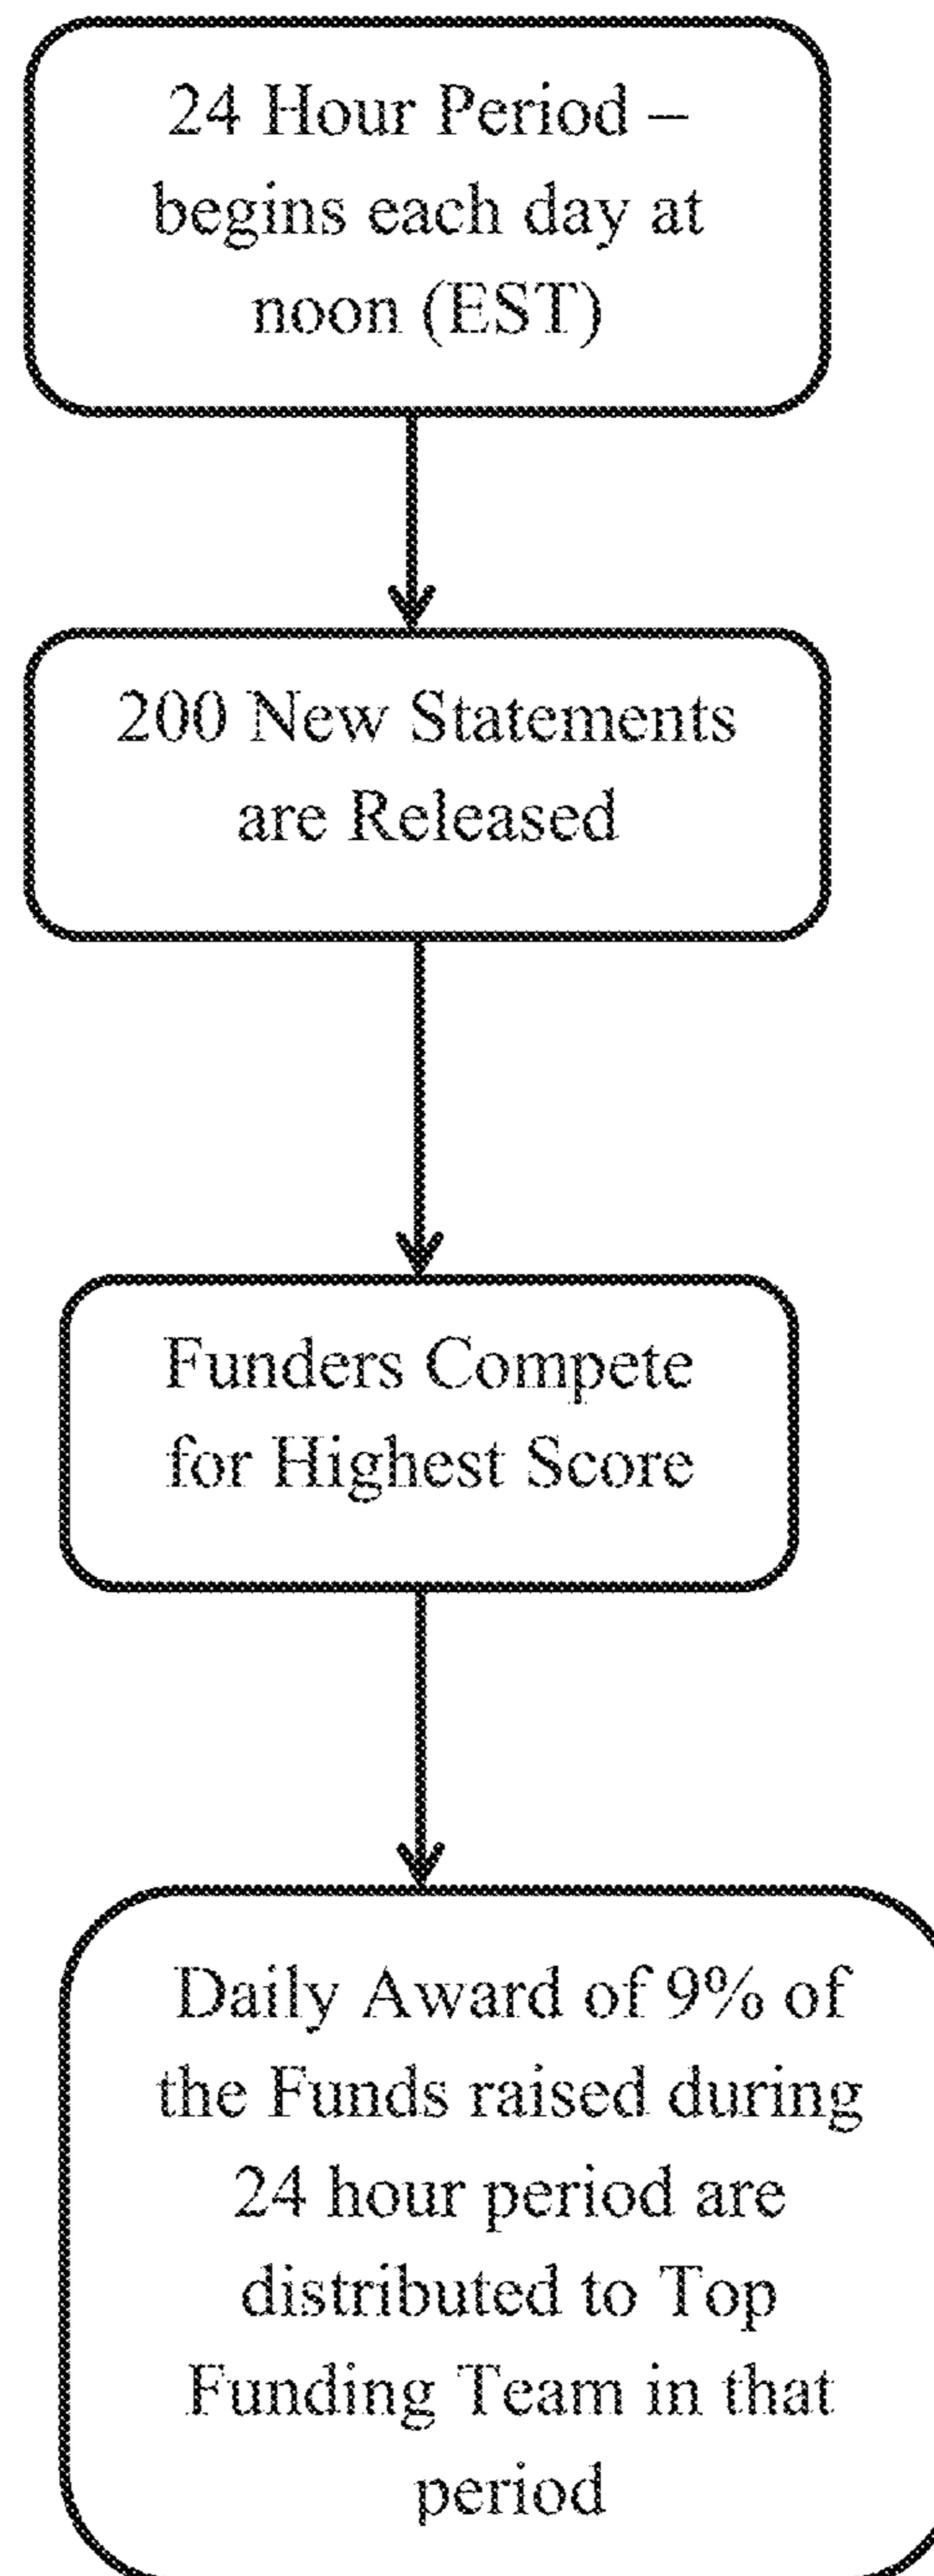 24 Hour Period –
begins each day at
noon (EST)
200 New Statements
are Released
Funders Compete
for Highest Score
Daily Award of 9% of
the Funds raised during
24 hour period are
distributed to Top
Funding Team in that
period